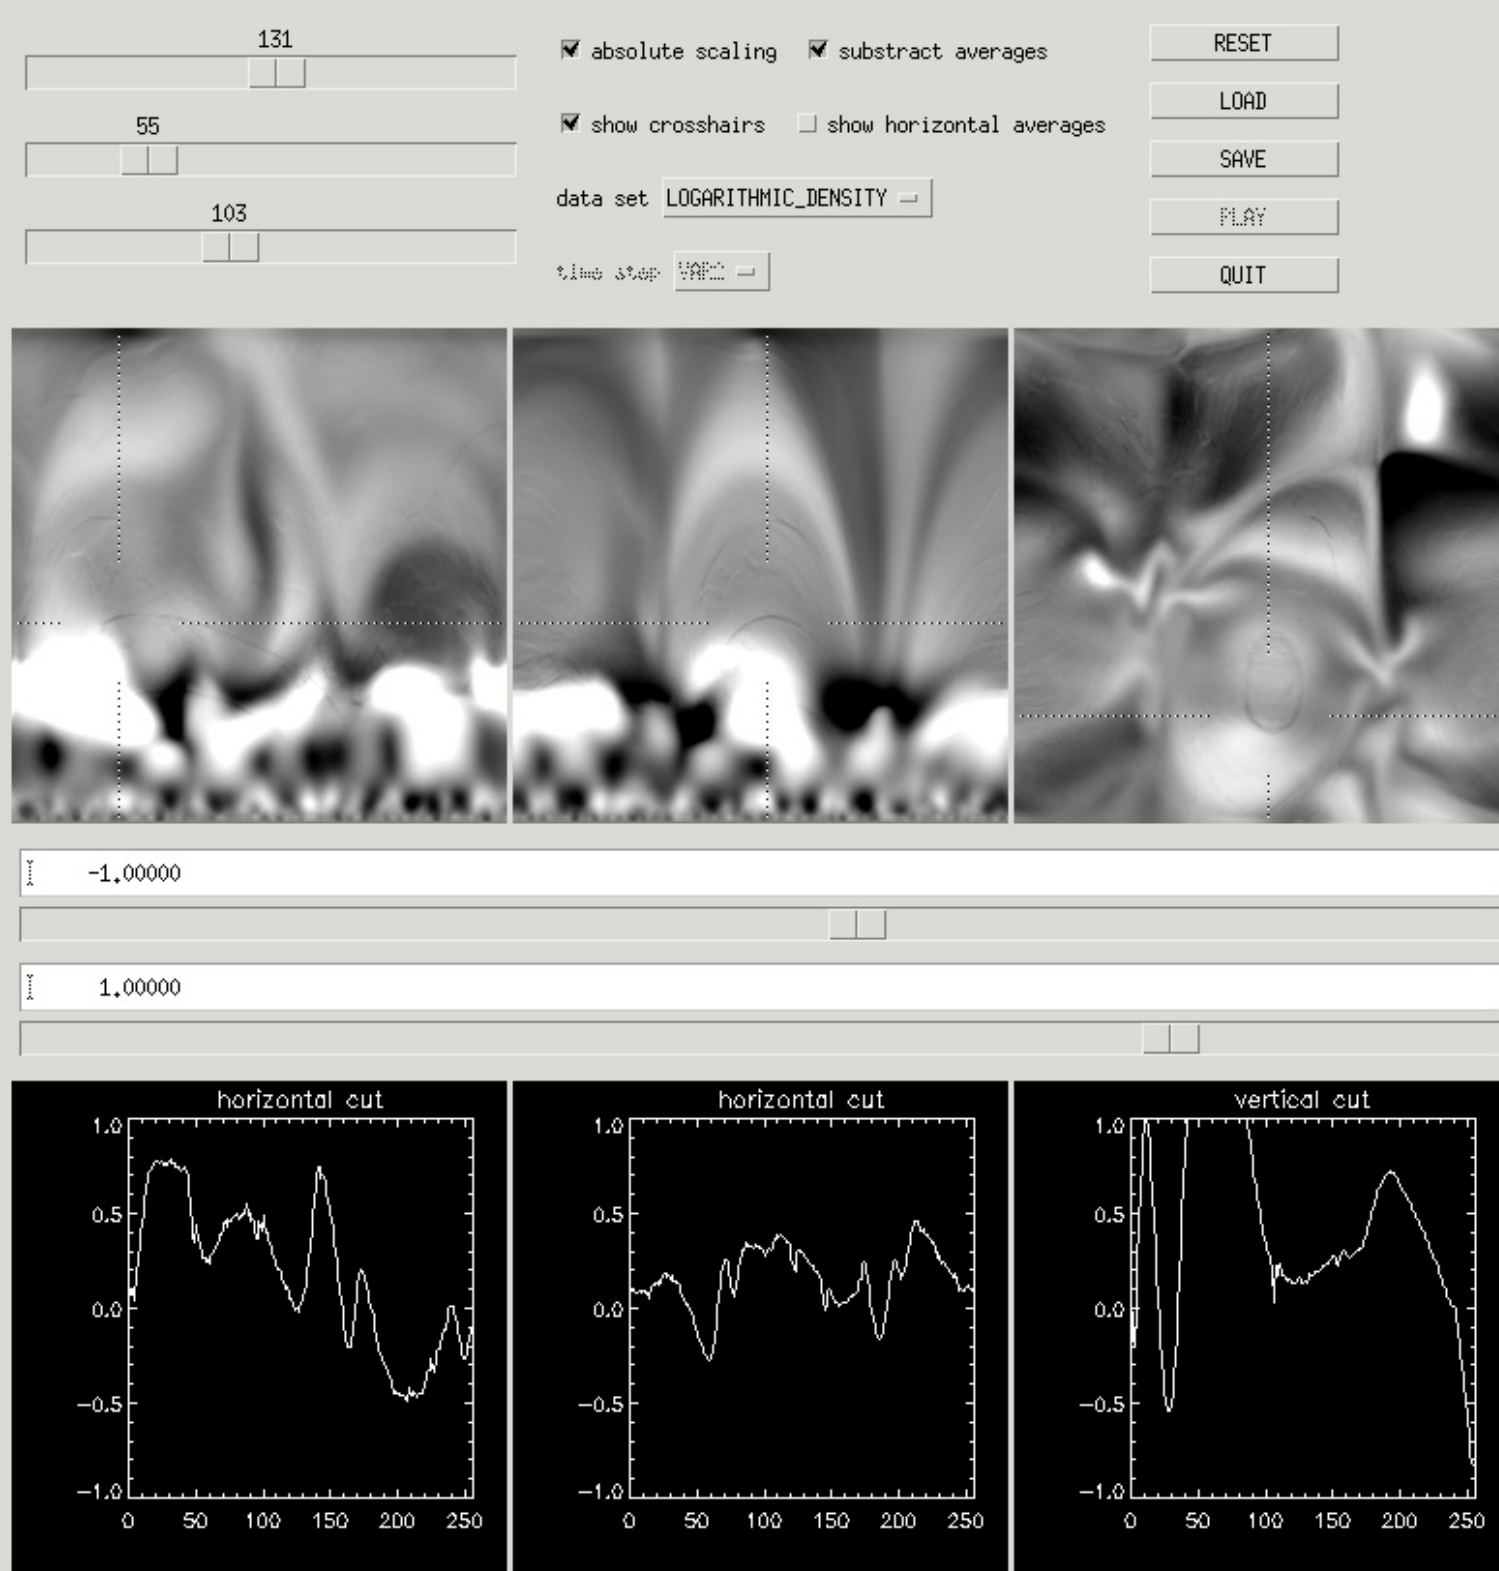 131
absolute scaling substract averages
RESET
LOAD
55
show crosshairs show horizontal averages
SAVE
data set LOGARITHMIC_DENSITY
103
PLAY
time step
QUIT
-1.00000
1.00000
horizontal cut
1.0
0.5
0.0
-0.5
-1.0
0 50 100 150 200 250
horizontal cut
1.0
0.5
0.0
-0.5
-1.0
0 50 100 150 200 250
vertical cut
1.0
0.5
0.0
-0.5
-1.0
0 50 100 150 200 250